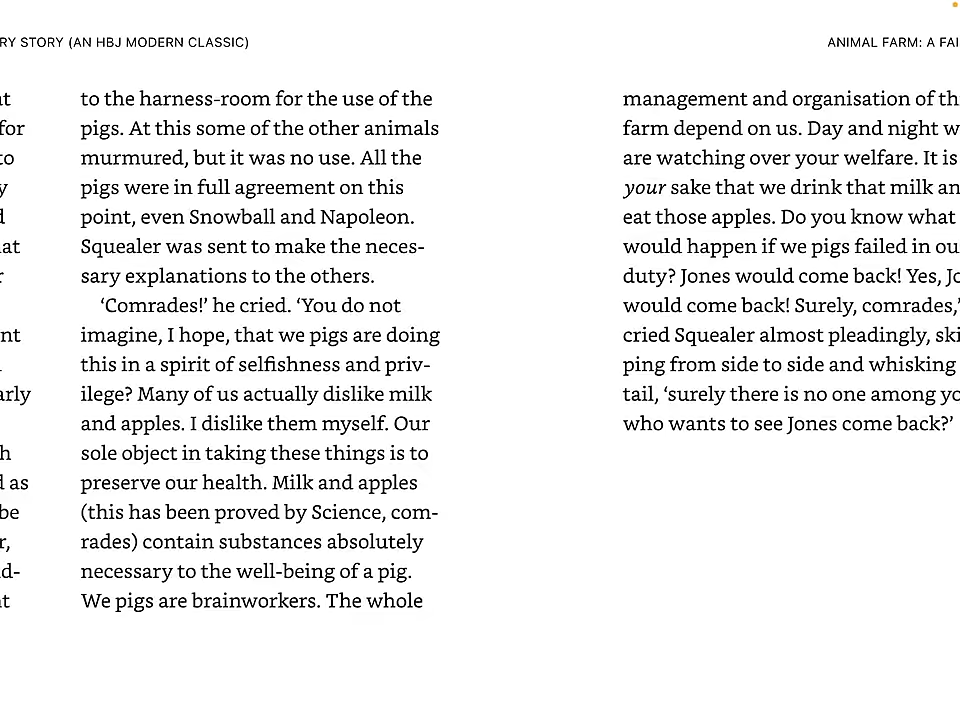 RY STORY (AN HBJ MODERN CLASSIC)
for
to
y
as
be
to the harness-room for the use of the
pigs. At this some of the other animals
murmured, but it was no use. All the
pigs were in full agreement on this
point, even Snowball and Napoleon.
Squealer was sent to make the neces-
sary explanations to the others.
‘Comrades!’ he cried. ‘You do not
imagine, I hope, that we pigs are doing
this in a spirit of selfishness and priv-
ilege? Many of us actually dislike milk
and apples. I dislike them myself. Our
sole object in taking these things is to
preserve our health. Milk and apples
(this has been proved by Science, com-
rades) contain substances absolutely
necessary to the well-being of a pig.
We pigs are brainworkers. The whole
ANIMAL FARM: A FAI
management and organisation of th
farm depend on us. Day and night w
are watching over your welfare. It is
your sake that we drink that milk an
eat those apples. Do you know what
would happen if we pigs failed in ou
duty? Jones would come back! Yes, Jo
would come back! Surely, comrades,’
cried Squealer almost pleadingly, ski
ping from side to side and whisking
tail, ‘surely there is no one among yo
who wants to see Jones come back?’